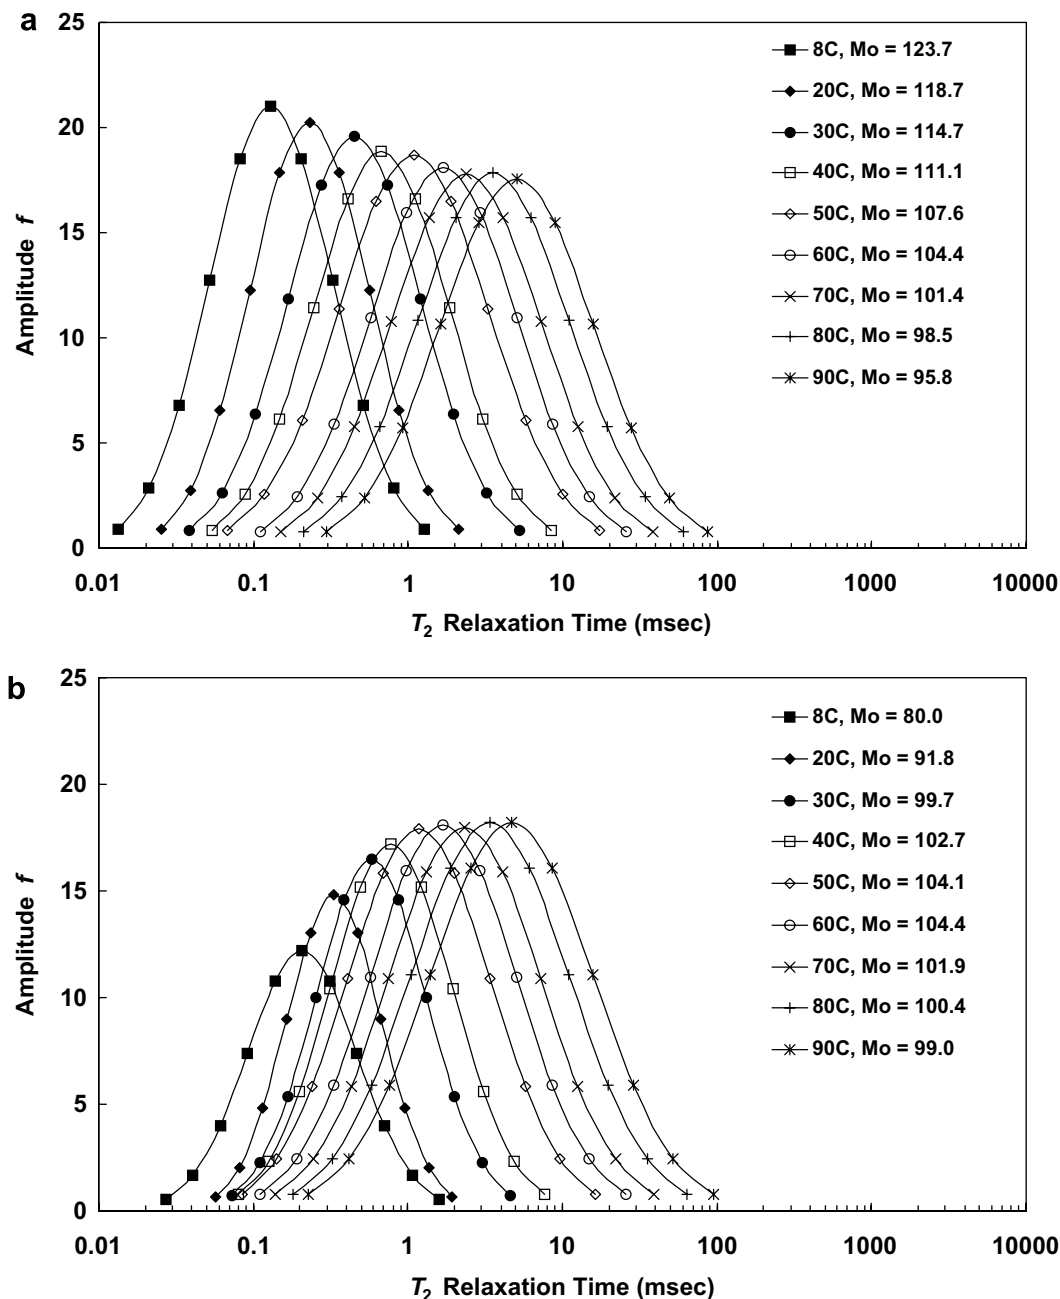 a
25
20
15
10
5
0
Amplitude f
8C, Mo = 123.7
20C, Mo = 118.7
30C, Mo = 114.7
40C, Mo = 111.1
50C, Mo = 107.6
60C, Mo = 104.4
70C, Mo = 101.4
80C, Mo = 98.5
90C, Mo = 95.8
0.01 0.1 1 10 100 1000 10000
T2 Relaxation Time (msec)
b
25
20
15
10
5
0
Amplitude f
8C, Mo = 80.0
20C, Mo = 91.8
30C, Mo = 99.7
40C, Mo = 102.7
50C, Mo = 104.1
60C, Mo = 104.4
70C, Mo = 101.9
80C, Mo = 100.4
90C, Mo = 99.0
0.01 0.1 1 10 100 1000 10000
T2 Relaxation Time (msec)